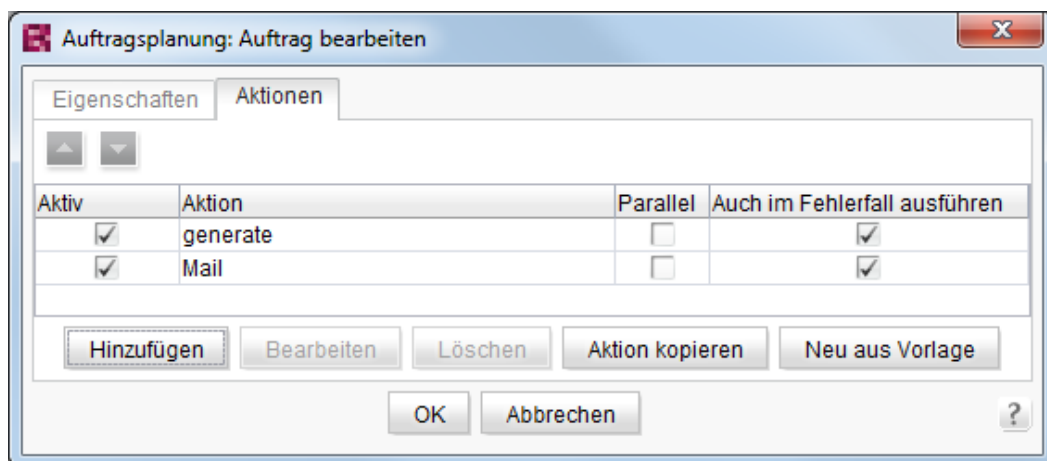 Auftragsplanung: Auftrag bearbeiten
Eigenschaften Aktionen
Aktiv Aktion Parallel Auch im Fehlerfall ausführen
generate
Mail
Hinzufügen Bearbeiten Löschen Aktion kopieren Neu aus Vorlage
OK Abbrechen ?